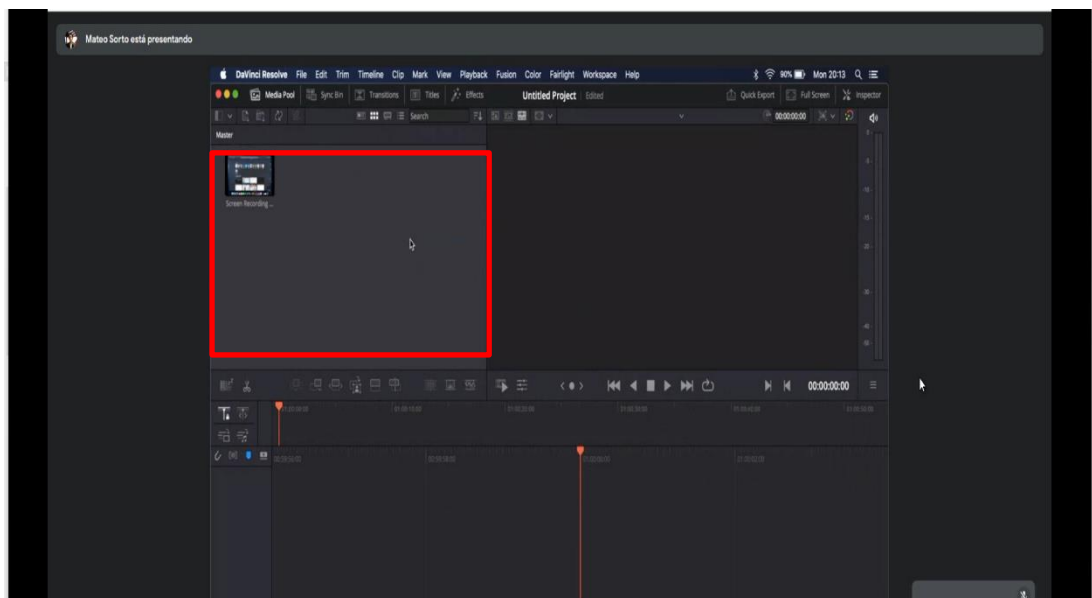 Mateo Sorto está presentando
DaVinci Resolve File Edit Trim Timeline Clip Mark View Playback Fusion Color Fairlight Workspace Help 90% Mon 20:13
Media Pool Sync Bin Transitions Titles Effects Untitled Project Edited Quick Export Full Screen Inspector
Search 00:00:00:00
Master
Screen Recording ...
00:00:00:00